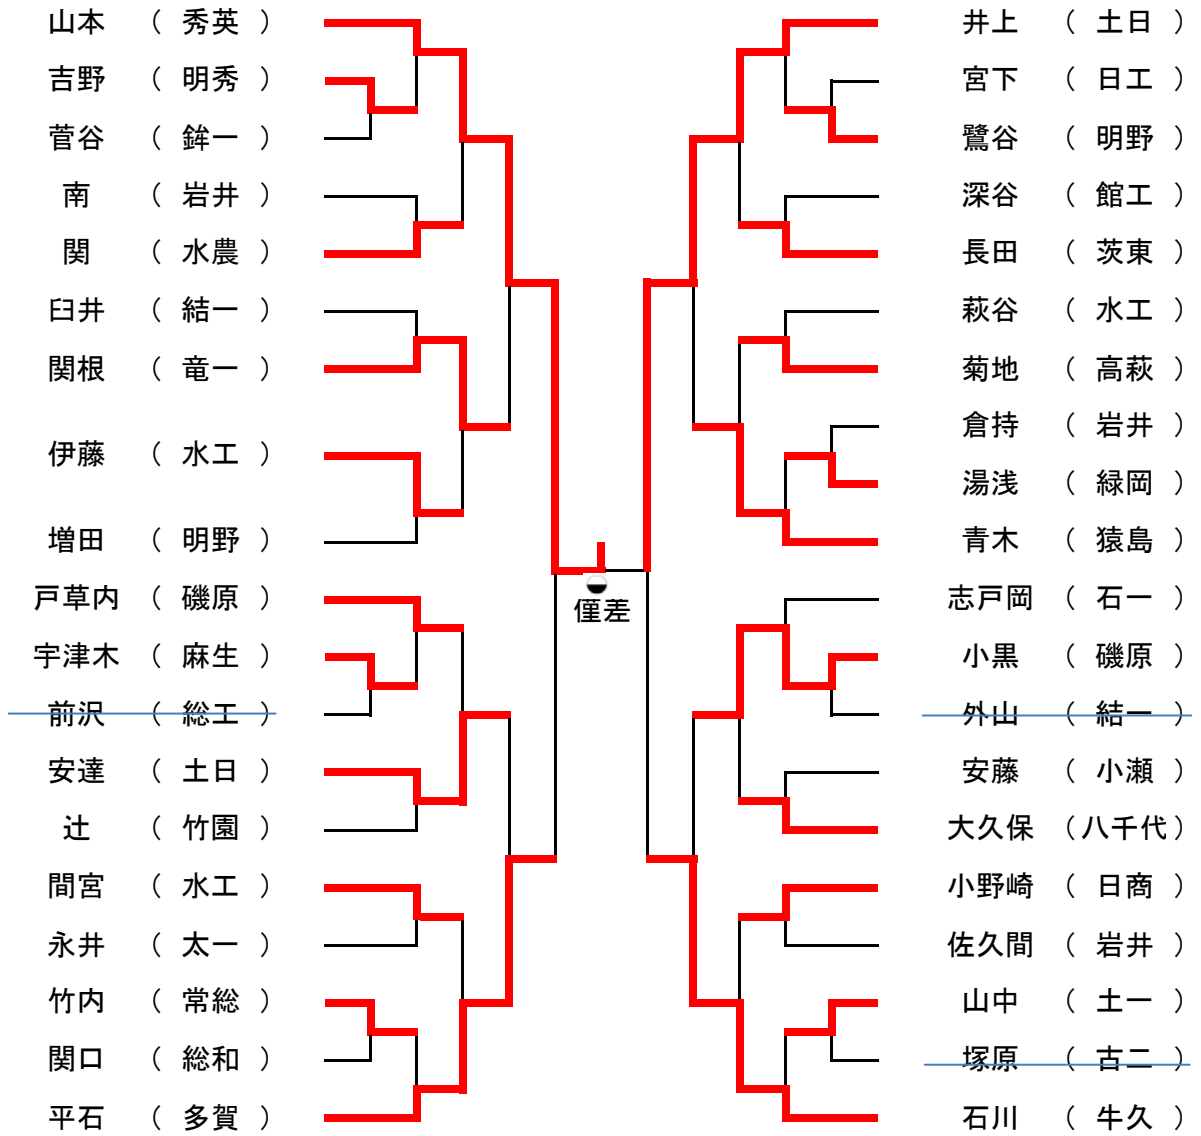 山本 （ 秀英 ）
吉野 （ 明秀 ）
菅谷 （ 鉾一 ）
南 （ 岩井 ）
関 （ 水農 ）
臼井 （ 結一 ）
関根 （ 竜一 ）
伊藤 （ 水工 ）
増田 （ 明野 ）
戸草内 （ 磯原 ）
宇津木 （ 麻生 ）
前沢 （ 総工 ）
安達 （ 土日 ）
辻 （ 竹園 ）
間宮 （ 水工 ）
永井 （ 太一 ）
竹内 （ 常総 ）
関口 （ 総和 ）
平石 （ 多賀 ）
僅差
井上 （ 土日 ）
宮下 （ 日工 ）
鷺谷 （ 明野 ）
深谷 （ 館工 ）
長田 （ 茨東 ）
萩谷 （ 水工 ）
菊地 （ 高萩 ）
倉持 （ 岩井 ）
湯浅 （ 緑岡 ）
青木 （ 猿島 ）
志戸岡 （ 石一 ）
小黒 （ 磯原 ）
外山 （ 結一 ）
安藤 （ 小瀬 ）
大久保 （ 八千代 ）
小野崎 （ 日商 ）
佐久間 （ 岩井 ）
山中 （ 土一 ）
塚原 （ 古二 ）
石川 （ 牛久 ）